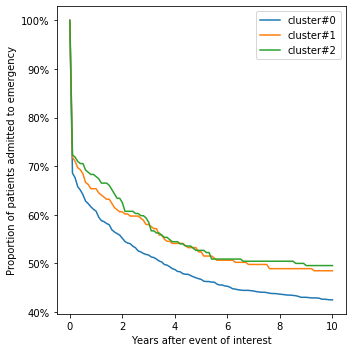 cluster#0
cluster#1
cluster#2
100%
90%
80%
70%
60%
50%
40%
Proportion of patients admitted to emergency
0
2
4
6
8
10
Years after event of interest